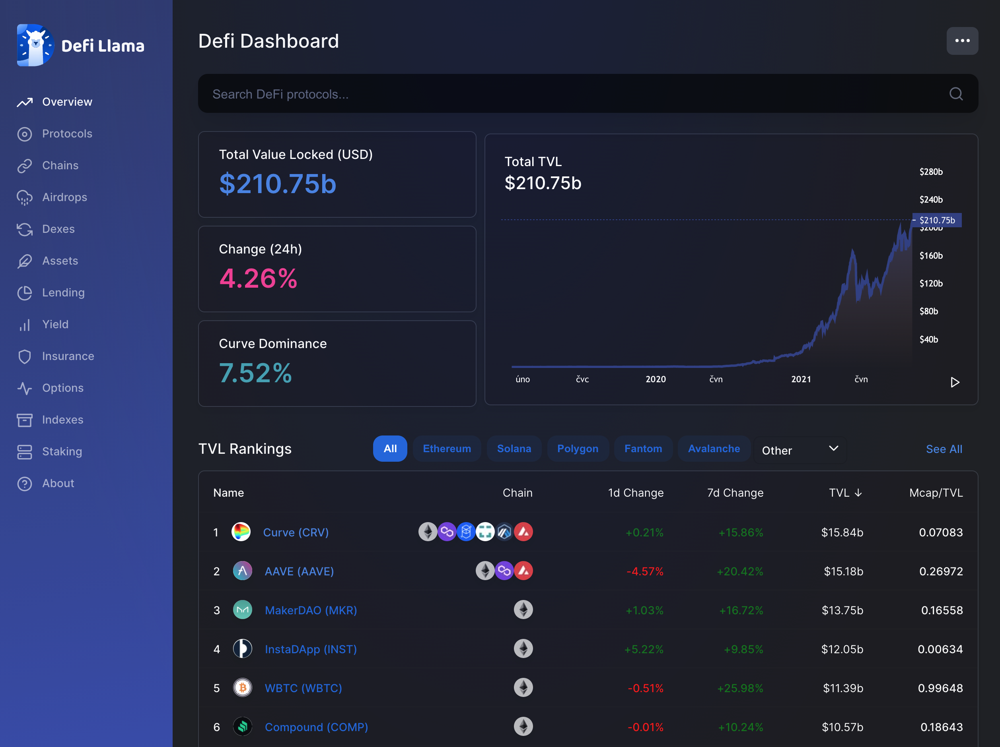 Defi Llama
Overview
Protocols
Chains
Airdrops
Dexes
Assets
Lending
Yield
Insurance
Options
Indexes
Staking
About
Defi Dashboard
Search DeFi protocols...
Total Value Locked (USD)
$210.75b
Change (24h)
4.26%
Curve Dominance
7.52%
Total TVL
$210.75b
$280b
$240b
$210.75b
$200b
$160b
$120b
$80b
$40b
úno čvc 2020 čvn 2021 čvn
TVL Rankings All Ethereum Solana Polygon Fantom Avalanche Other See All
Name Chain 1d Change 7d Change TVL ↓ Mcap/TVL
1 Curve (CRV) +0.21% +15.86% $15.84b 0.07083
2 AAVE (AAVE) -4.57% +20.42% $15.18b 0.26972
3 MakerDAO (MKR) +1.03% +16.72% $13.75b 0.16558
4 InstaDApp (INST) +5.22% +9.85% $12.05b 0.00634
5 WBTC (WBTC) -0.51% +25.98% $11.39b 0.99648
6 Compound (COMP) -0.01% +10.24% $10.57b 0.18643